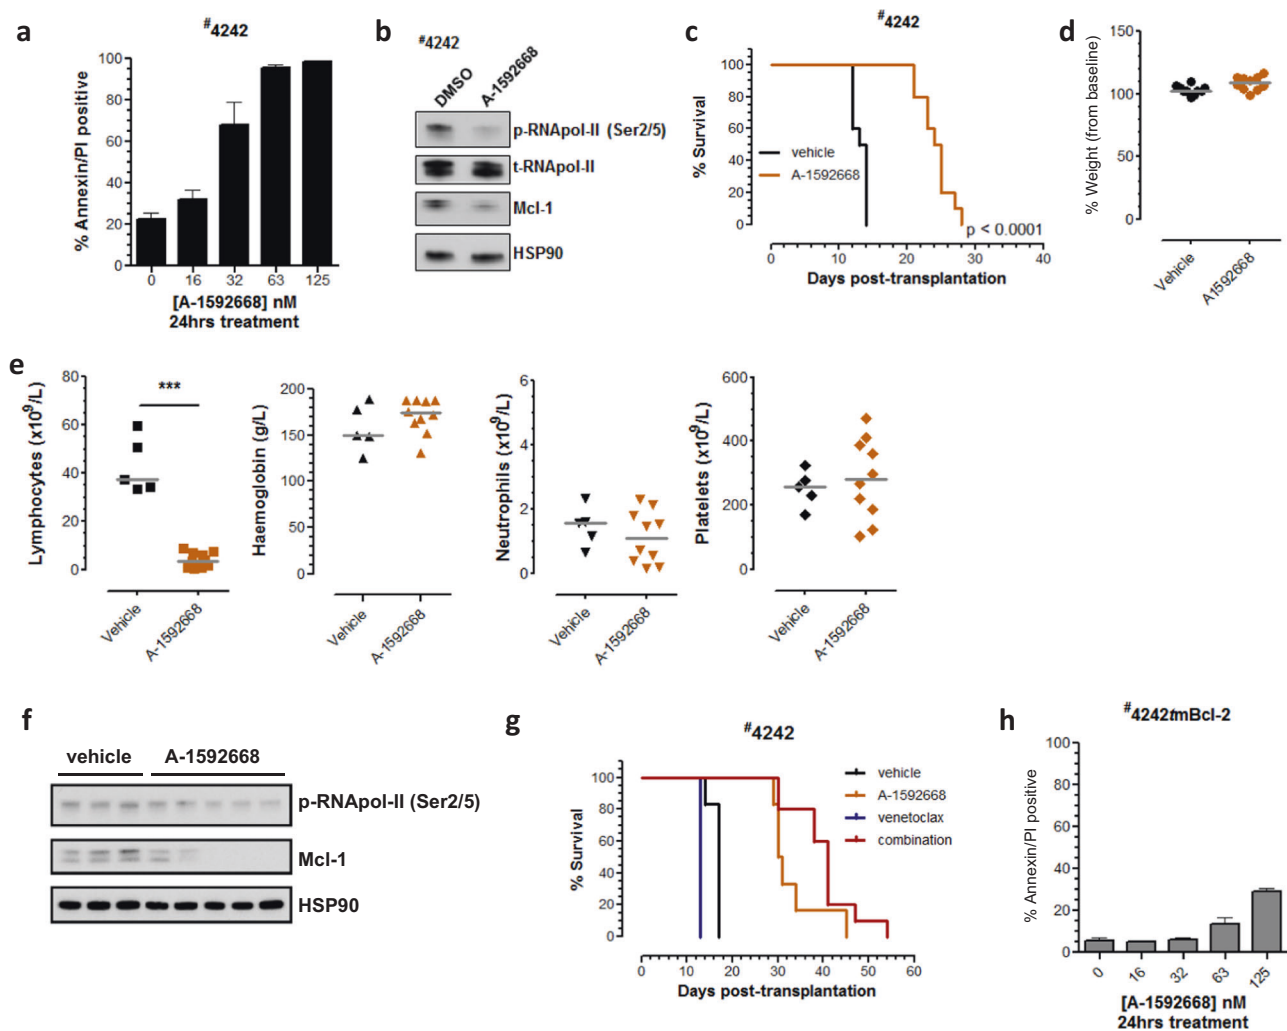 a
#4242
% Annexin/PI positive
100
80
60
40
20
0
0 16 32 63 125
[A-1592668] nM
24hrs treatment
b
#4242
DMSO
A-1592668
p-RNApol-II (Ser2/5)
t-RNApol-II
Mcl-1
HSP90
c
#4242
% Survival
100
80
60
40
20
0
vehicle
A-1592668
p < 0.0001
0 10 20 30 40
Days post-transplantation
d
% Weight (from baseline)
150
100
50
0
Vehicle
A1592668
e
Lymphocytes (x10⁹/L)
80
60
40
20
0
***
Vehicle
A-1592668
Haemoglobin (g/L)
200
150
100
50
0
Vehicle
A-1592668
Neutrophils (x10⁹/L)
6
4
2
0
Vehicle
A-1592668
Platelets (x10⁹/L)
600
400
200
0
Vehicle
A-1592668
f
vehicle A-1592668
p-RNApol-II (Ser2/5)
Mcl-1
HSP90
g
#4242
% Survival
100
80
60
40
20
0
vehicle
A-1592668
venetoclax
combination
0 10 20 30 40 50 60
Days post-transplantation
h
#4242tmBcl-2
% Annexin/PI positive
100
80
60
40
20
0
0 16 32 63 125
[A-1592668] nM
24hrs treatment